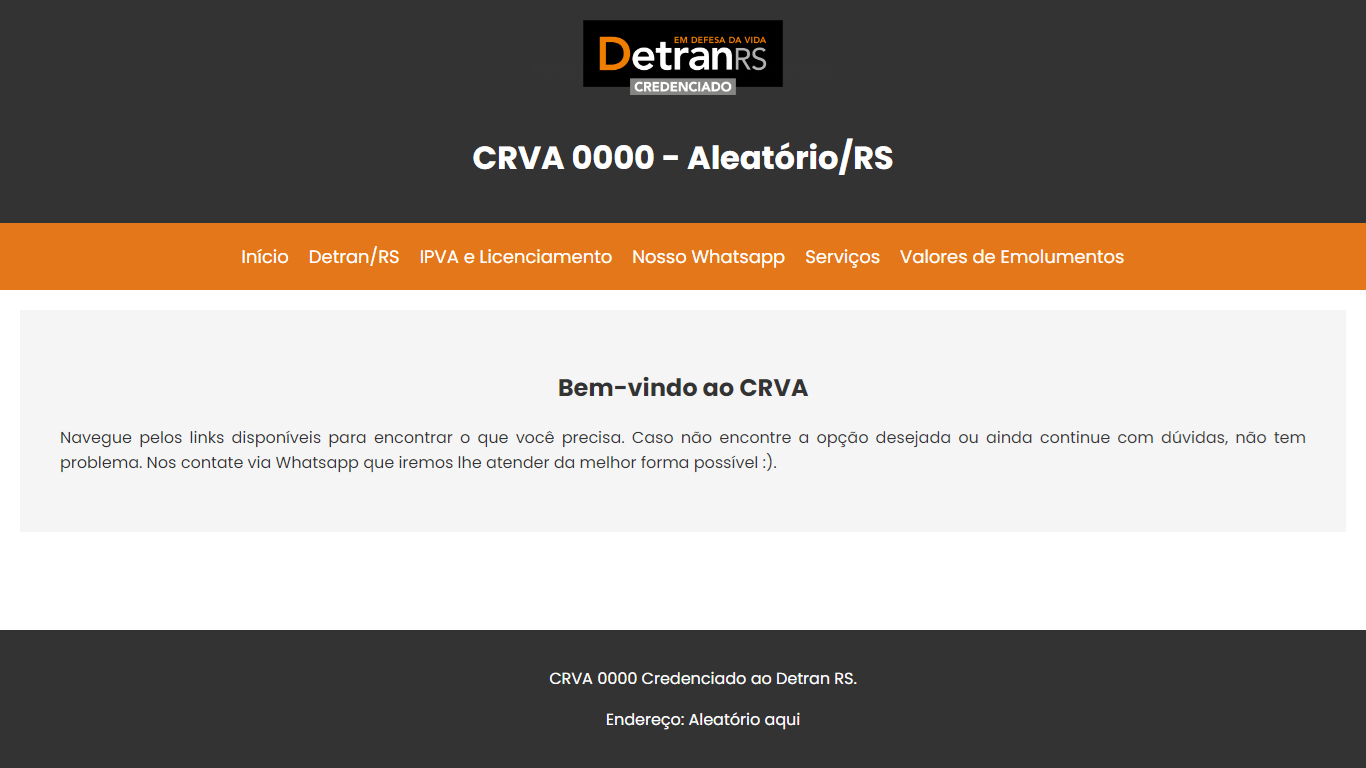 EM DEFESA DA VIDA
DetranRS
CREDENCIADO
CRVA 0000 - Aleatório/RS
Início Detran/RS IPVA e Licenciamento Nosso Whatsapp Serviços Valores de Emolumentos
Bem-vindo ao CRVA
Navegue pelos links disponíveis para encontrar o que você precisa. Caso não encontre a opção desejada ou ainda continue com dúvidas, não tem
problema. Nos contate via Whatsapp que iremos lhe atender da melhor forma possível :).
CRVA 0000 Credenciado ao Detran RS.
Endereço: Aleatório aqui